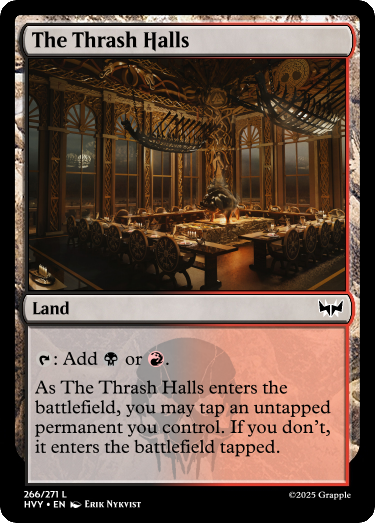 The Thrash Halls
Land
: Add or .
As The Thrash Halls enters the
battlefield, you may tap an untapped
permanent you control. If you don't,
it enters the battlefield tapped.
266/271 L
HVY • EN Erik Nykvist
©2025 Grapple